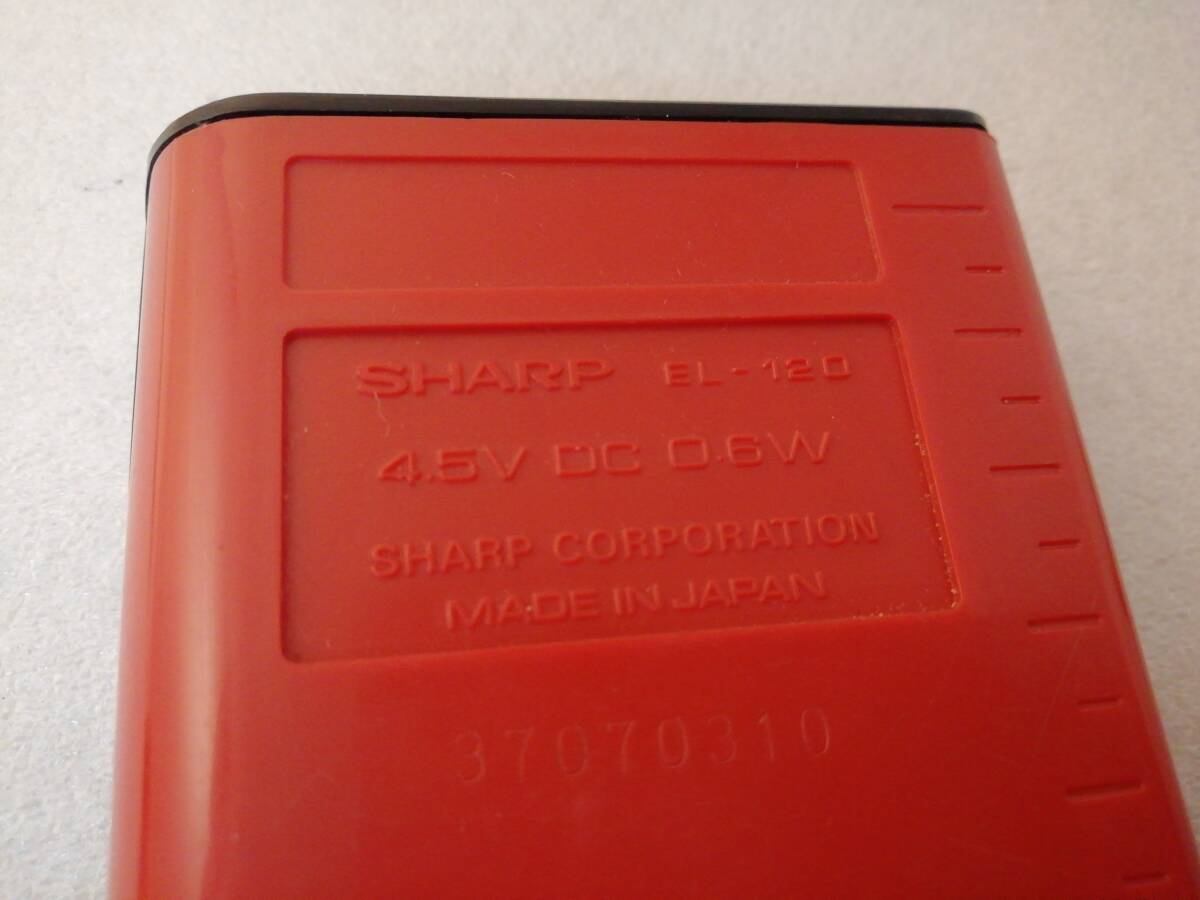 SHARP EL-120
4.5V DC 0.6W
SHARP CORPORATION
MADE IN JAPAN
37070310